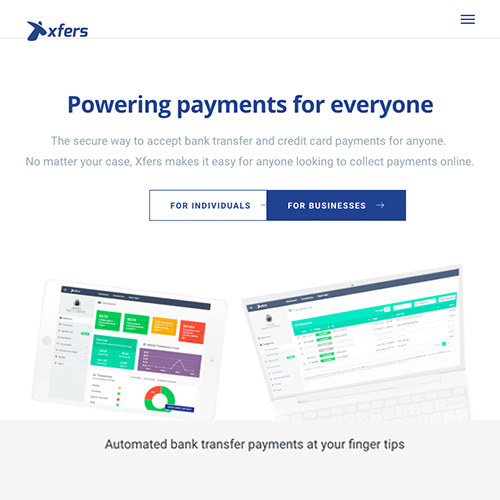 xfers
Powering payments for everyone
The secure way to accept bank transfer and credit card payments for anyone.
No matter your case, Xfers makes it easy for anyone looking to collect payments online.
FOR INDIVIDUALS → FOR BUSINESSES →
Automated bank transfer payments at your finger tips